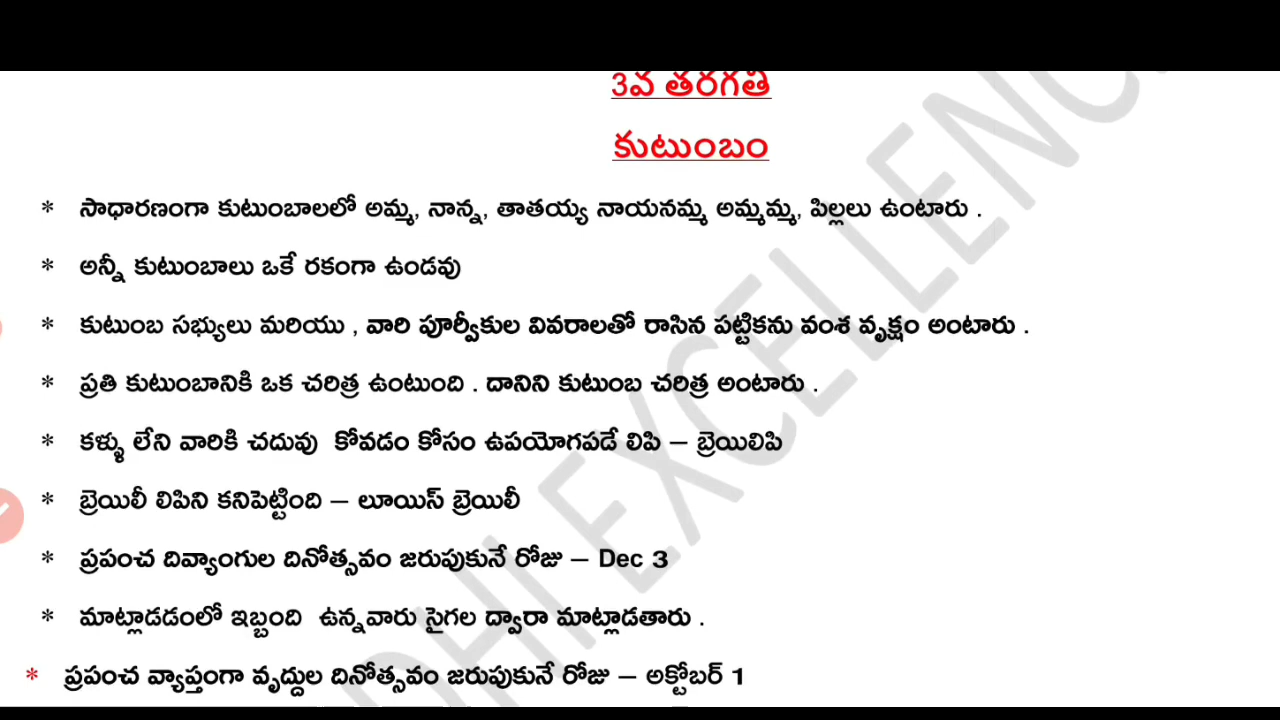 3వ తరగతి
కుటుంబం
* సాధారణంగా కుటుంబాలలో అమ్మ, నాన్న, తాతయ్య నాయనమ్మ అమ్మమ్మ, పిల్లలు ఉంటారు .
* అన్నీ కుటుంబాలు ఒకే రకంగా ఉండవు
* కుటుంబ సభ్యులు మరియు , వారి పూర్వీకుల వివరాలతో రాసిన పట్టికను వంశ వృక్షం అంటారు .
* ప్రతి కుటుంబానికి ఒక చరిత్ర ఉంటుంది . దానిని కుటుంబ చరిత్ర అంటారు .
* కళ్ళు లేని వారికి చదువు కోవడం కోసం ఉపయోగపడే లిపి – బ్రెయిలిపి
* బ్రెయిలీ లిపిని కనిపెట్టింది – లూయిస్ బ్రెయిలీ
* ప్రపంచ దివ్యాంగుల దినోత్సవం జరుపుకునే రోజు – Dec 3
* మాట్లాడడంలో ఇబ్బంది ఉన్నవారు సైగల ద్వారా మాట్లాడతారు .
* ప్రపంచ వ్యాప్తంగా వృద్దుల దినోత్సవం జరుపుకునే రోజు – అక్టోబర్ 1